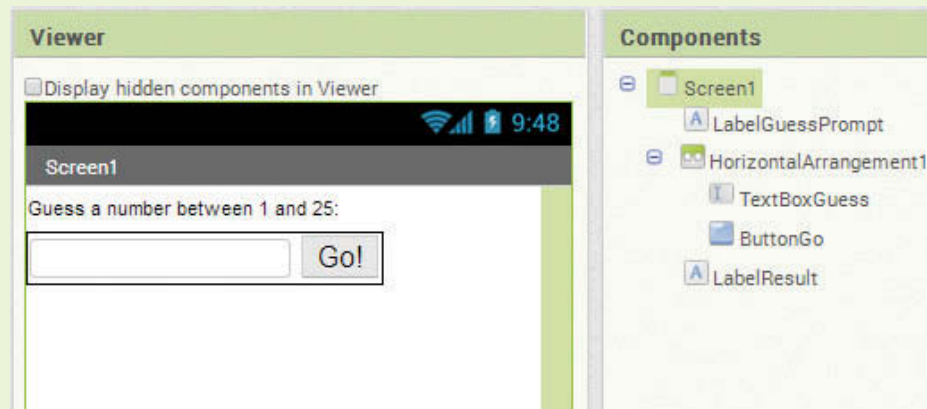 Viewer
Display hidden components in Viewer
9:48
Screen1
Guess a number between 1 and 25:
Go!
Components
Screen1
A LabelGuessPrompt
HorizontalArrangement1
TextBoxGuess
ButtonGo
A LabelResult